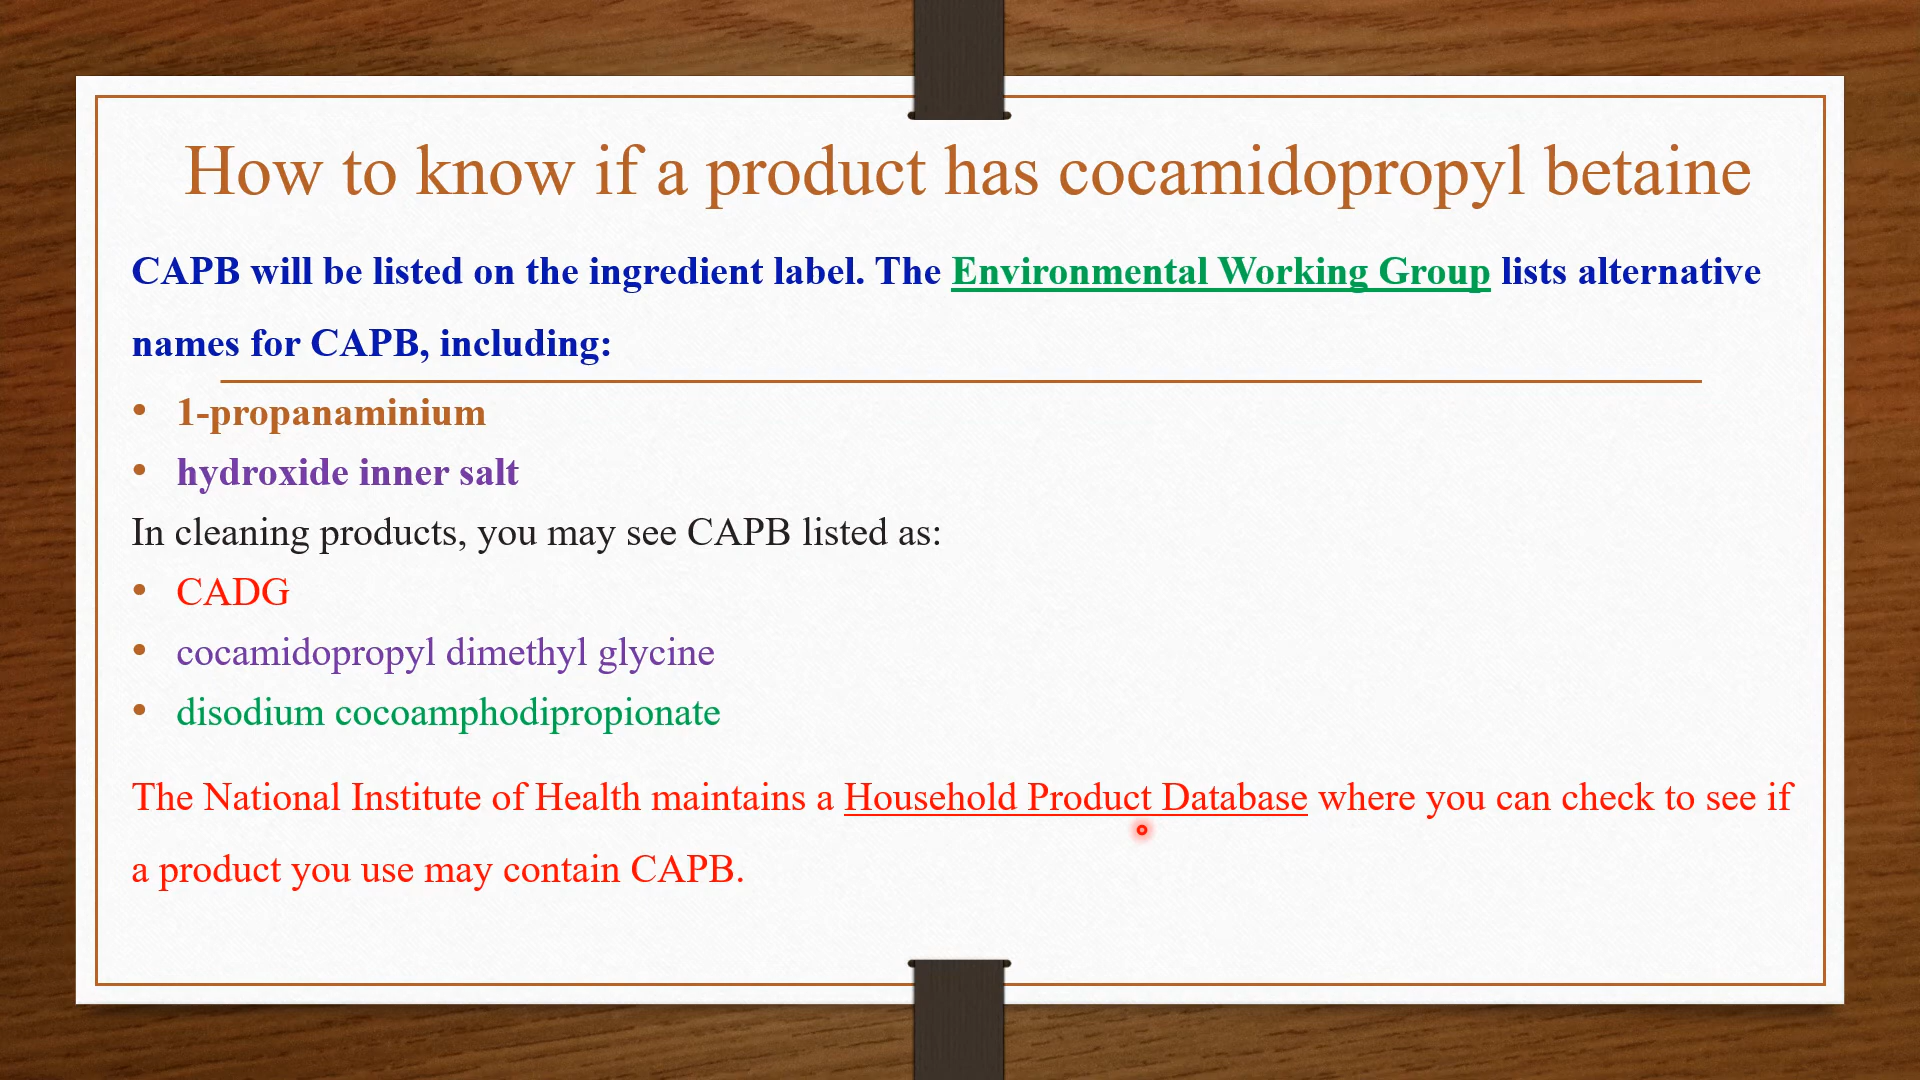 How to know if a product has cocamidopropyl betaine
CAPB will be listed on the ingredient label. The Environmental Working Group lists alternative
names for CAPB, including:
• 1-propanaminium
• hydroxide inner salt
In cleaning products, you may see CAPB listed as:
• CADG
• cocamidopropyl dimethyl glycine
• disodium cocoamphodipropionate
The National Institute of Health maintains a Household Product Database where you can check to see if
a product you use may contain CAPB.